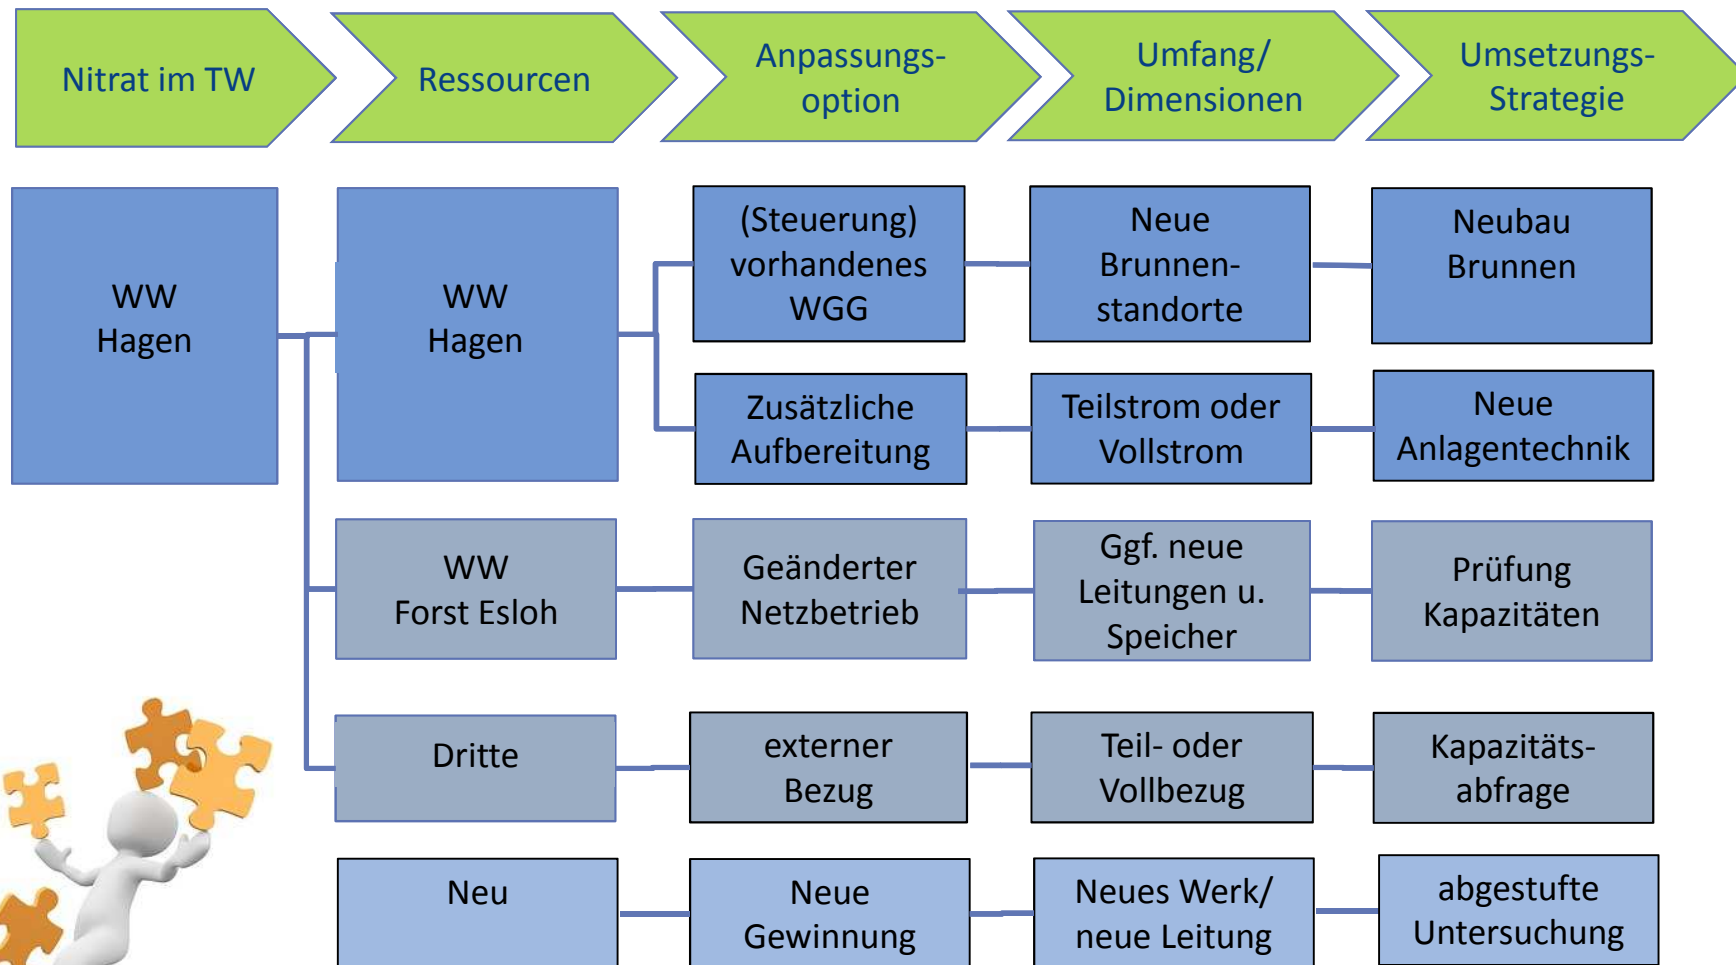 Nitrat im TW
Ressourcen
Anpassungs-
option
Umfang/
Dimensionen
Umsetzungs-
Strategie
WW
Hagen
WW
Hagen
(Steuerung)
vorhandenes
WGG
Neue
Brunnen-
standorte
Neubau
Brunnen
Zusätzliche
Aufbereitung
Teilstrom oder
Vollstrom
Neue
Anlagentechnik
WW
Forst Esloh
Geänderter
Netzbetrieb
Ggf. neue
Leitungen u.
Speicher
Prüfung
Kapazitäten
Dritte
externer
Bezug
Teil- oder
Vollbezug
Kapazitäts-
abfrage
Neu
Neue
Gewinnung
Neues Werk/
neue Leitung
abgestufte
Untersuchung